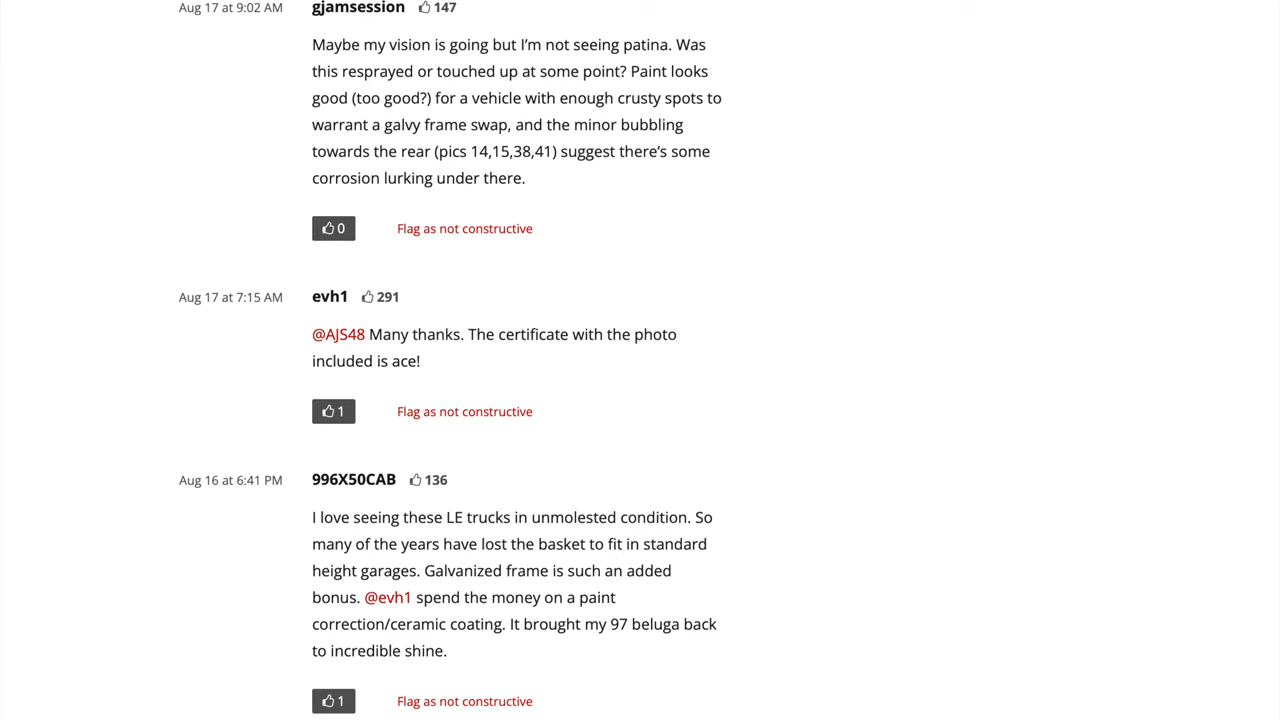 Aug 17 at 9:02 AM gjamsession 147
Maybe my vision is going but I’m not seeing patina. Was
this resprayed or touched up at some point? Paint looks
good (too good?) for a vehicle with enough crusty spots to
warrant a galvy frame swap, and the minor bubbling
towards the rear (pics 14,15,38,41) suggest there’s some
corrosion lurking under there.
0 Flag as not constructive
Aug 17 at 7:15 AM evh1 291
@AJS48 Many thanks. The certificate with the photo
included is ace!
1 Flag as not constructive
Aug 16 at 6:41 PM 996X50CAB 136
I love seeing these LE trucks in unmolested condition. So
many of the years have lost the basket to fit in standard
height garages. Galvanized frame is such an added
bonus. @evh1 spend the money on a paint
correction/ceramic coating. It brought my 97 beluga back
to incredible shine.
1 Flag as not constructive